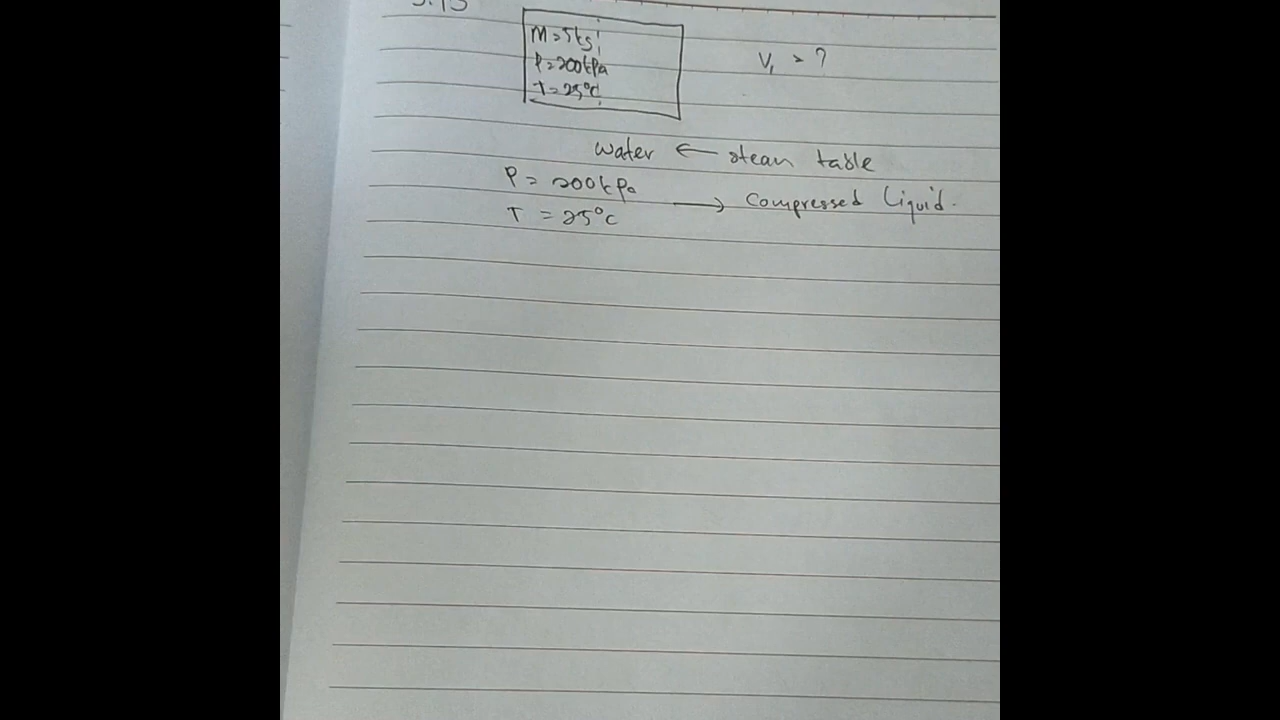 M=5kg
P=200kPa
T=25°C
V₁ = ?
water ← steam table
P = 200kPa
T = 25°C
→ Compressed Liquid.